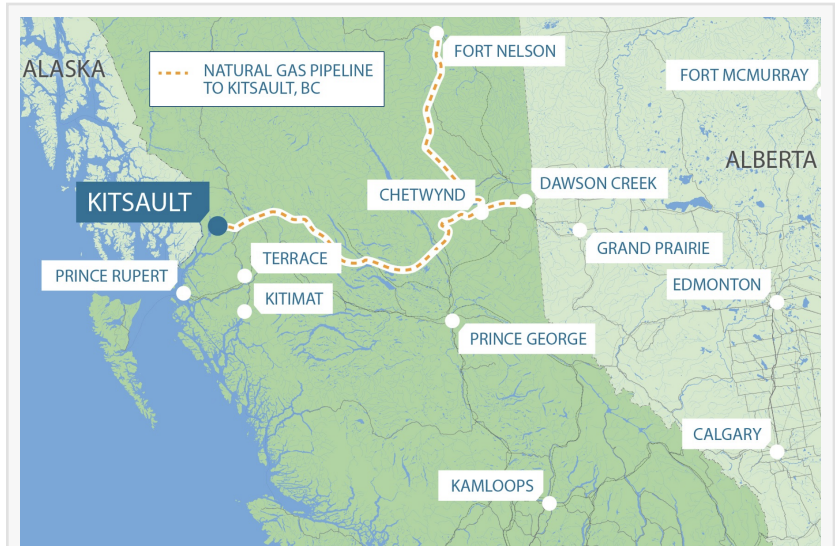 FORT NELSON
ALASKA
NATURAL GAS PIPELINE
TO KITSAULT, BC
FORT MCMURRAY
ALBERTA
DAWSON CREEK
CHETWYND
KITSAULT
GRAND PRAIRIE
TERRACE
PRINCE RUPERT
EDMONTON
KITIMAT
PRINCE GEORGE
CALGARY
KAMLOOPS